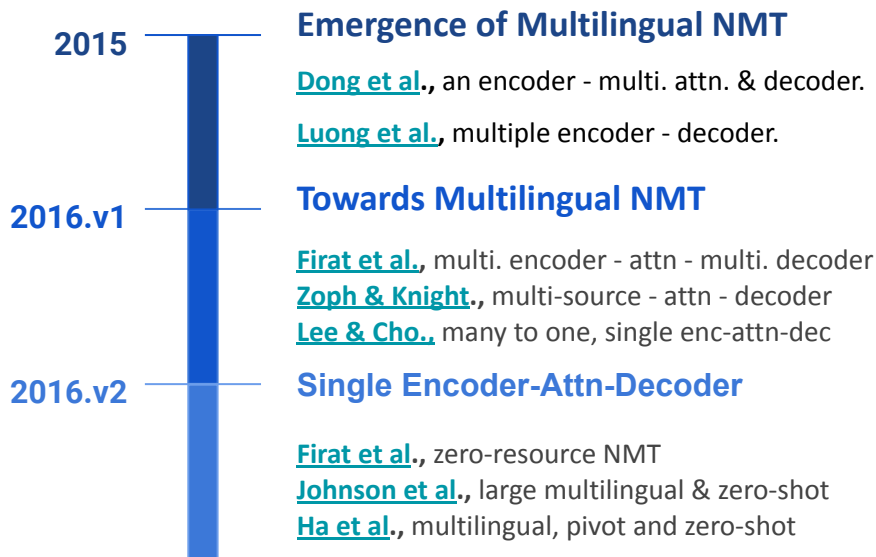 2015
Emergence of Multilingual NMT
Dong et al., an encoder - multi. attn. & decoder.
Luong et al., multiple encoder - decoder.
2016.v1
Towards Multilingual NMT
Firat et al., multi. encoder - attn - multi. decoder
Zoph & Knight., multi-source - attn - decoder
Lee & Cho., many to one, single enc-attn-dec
2016.v2
Single Encoder-Attn-Decoder
Firat et al., zero-resource NMT
Johnson et al., large multilingual & zero-shot
Ha et al., multilingual, pivot and zero-shot